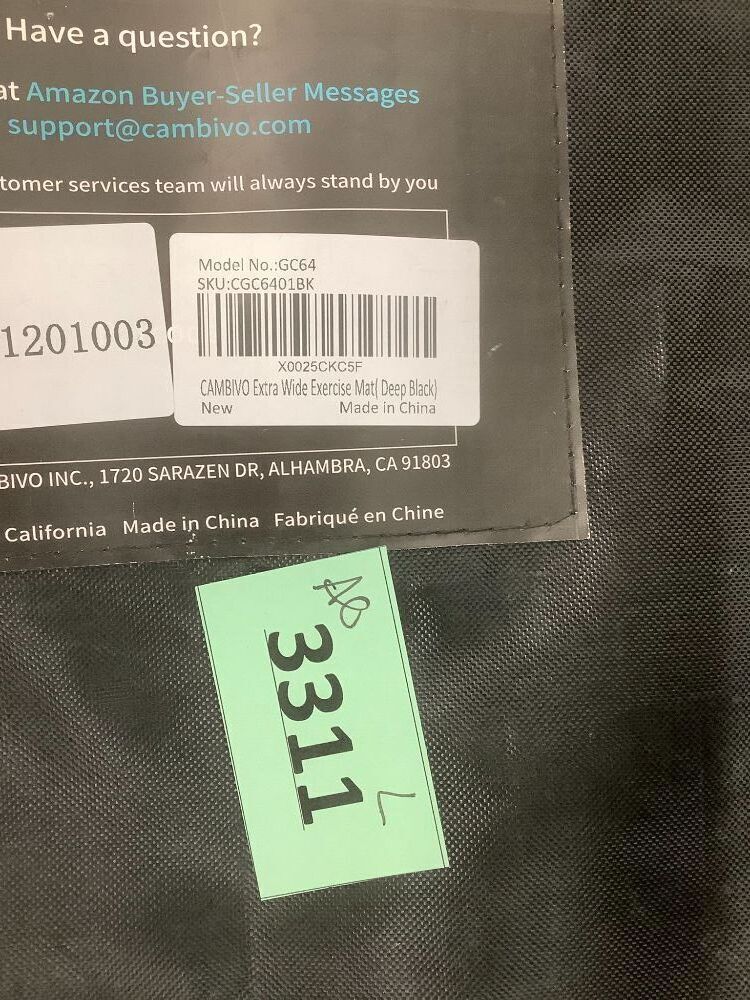 Have a question?
at Amazon Buyer-Seller Messages
support@cambivo.com
tomer services team will always stand by you
Model No.:GC64
SKU:CGC6401BK
1201003
X0025CKC5F
CAMBIVO Extra Wide Exercise Mat( Deep Black)
New Made in China
BIVO INC., 1720 SARAZEN DR, ALHAMBRA, CA 91803
California Made in China Fabriqué en Chine
3311
L